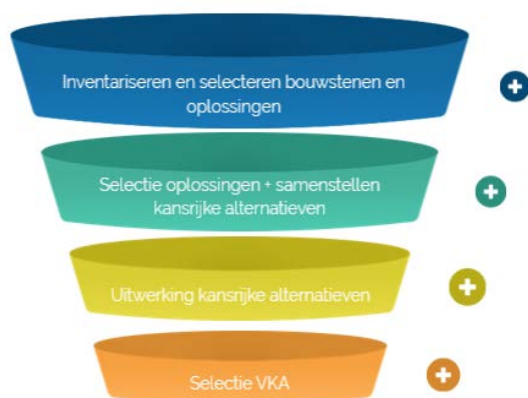 Inventariseren en selecteren bouwstenen en
oplossingen
Selectie oplossingen + samenstellen
kansrijke alternatieven
Uitwerking kansrijke alternatieven
Selectie VKA